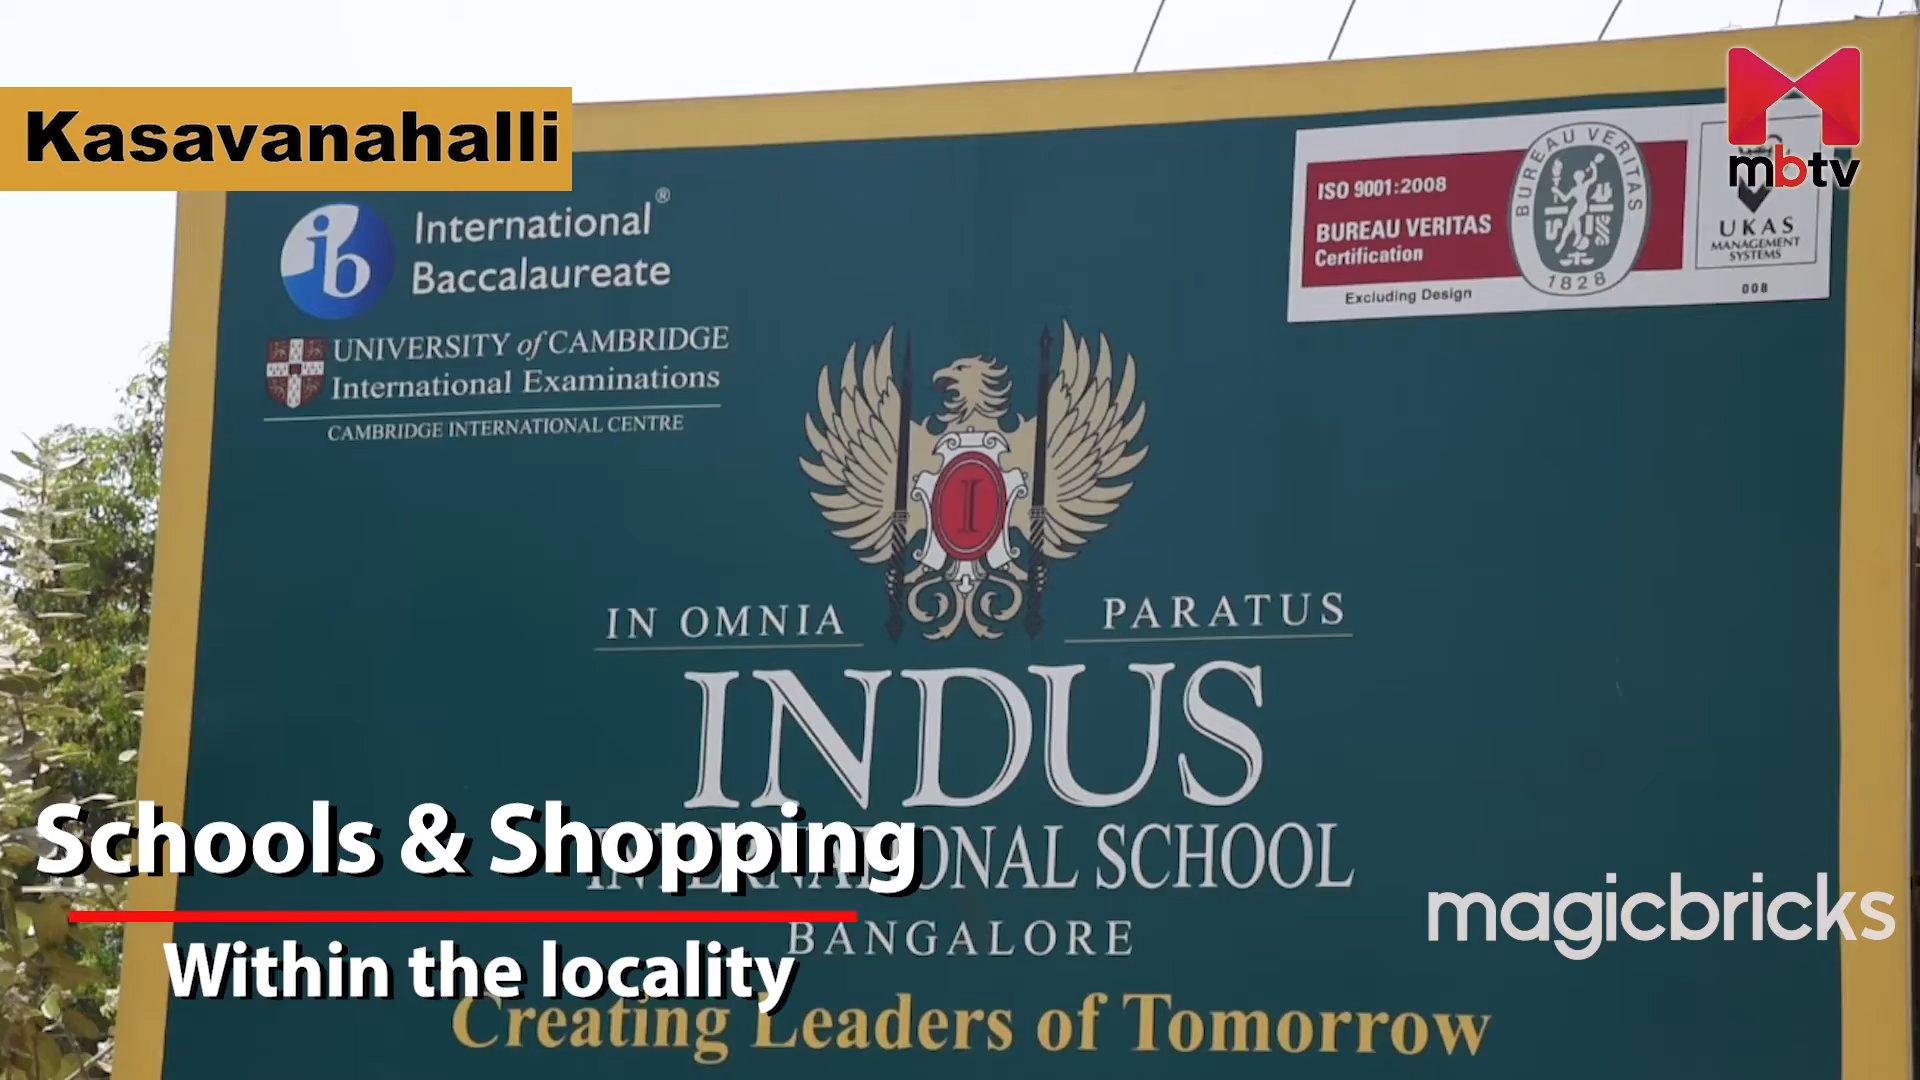 Kasavanahalli
mbtv
ib
International
Baccalaureate
®
UNIVERSITY of CAMBRIDGE
International Examinations
CAMBRIDGE INTERNATIONAL CENTRE
ISO 9001:2008
BUREAU VERITAS
Certification
Excluding Design
BUREAU VERITAS
1828
UKAS
MANAGEMENT
SYSTEMS
008
I
IN OMNIA PARATUS
INDUS
INTERNATIONAL SCHOOL
BANGALORE
Creating Leaders of Tomorrow
Schools & Shopping
Within the locality
magicbricks